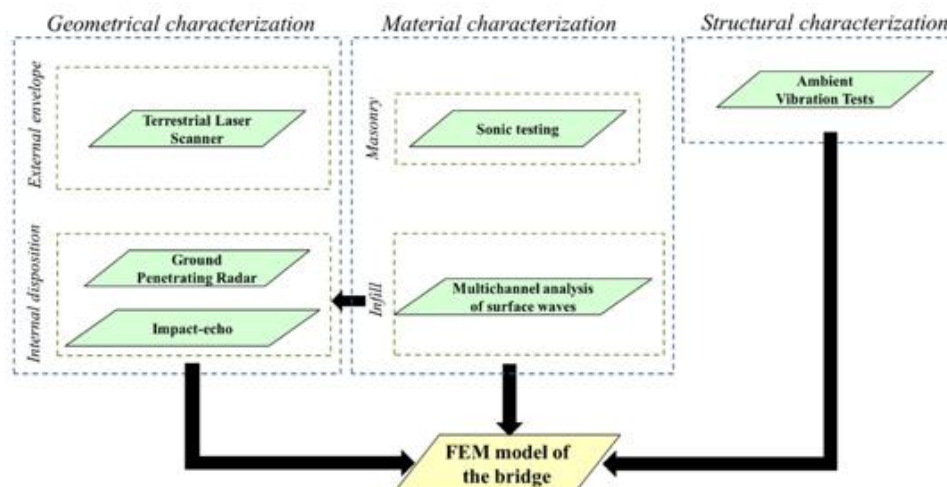 Geometrical characterization
Material characterization
Structural characterization
External envelope
Terrestrial Laser
Scanner
Masonry
Sonic testing
Ambient
Vibration Tests
Internal disposition
Ground
Penetrating Radar
Impact-echo
Infill
Multichannel analysis
of surface waves
FEM model of
the bridge